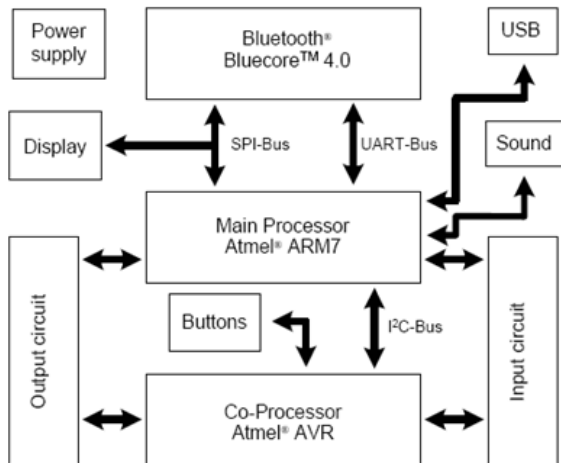 Power
supply
Bluetooth®
Bluecore™ 4.0
USB
Display
SPI-Bus
UART-Bus
Sound
Main Processor
Atmel® ARM7
Output circuit
Buttons
I²C-Bus
Input circuit
Co-Processor
Atmel® AVR